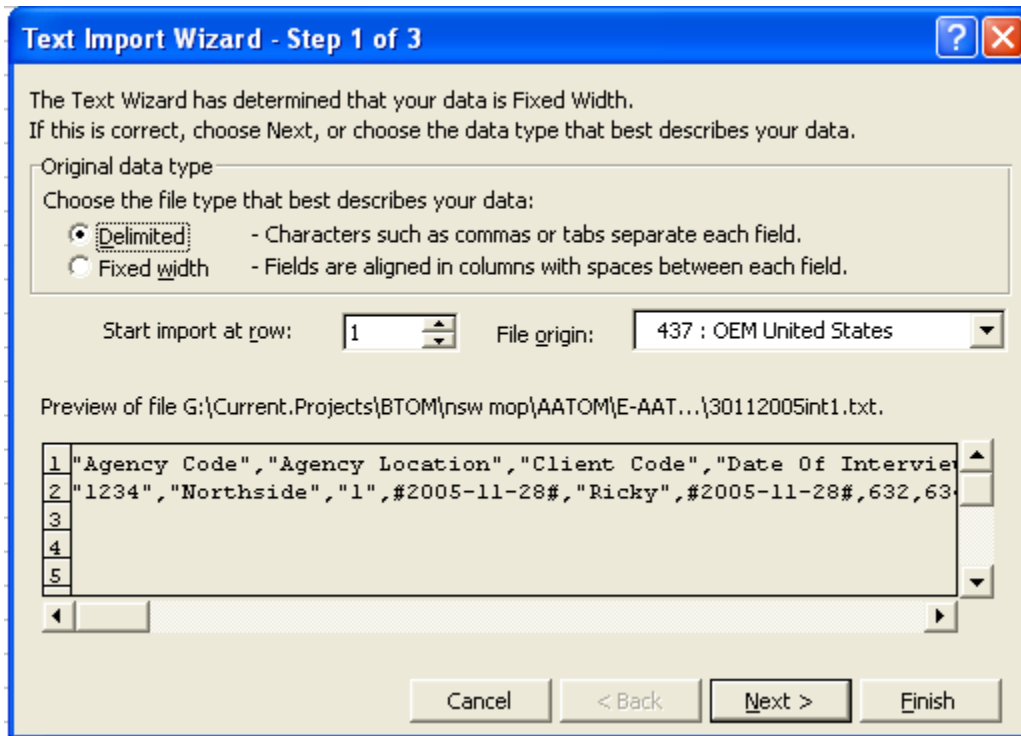 Text Import Wizard - Step 1 of 3
The Text Wizard has determined that your data is Fixed Width.
If this is correct, choose Next, or choose the data type that best describes your data.
Original data type
Choose the file type that best describes your data:
Delimited - Characters such as commas or tabs separate each field.
Fixed width - Fields are aligned in columns with spaces between each field.
Start import at row: 1 File origin: 437 : OEM United States
Preview of file G:\Current.Projects\BTOM\nsw mop\AATOM\E-AAT...\30112005int1.txt.
1 "Agency Code","Agency Location","Client Code","Date Of Interview
2 "1234","Northside","1",#2005-11-28#,"Ricky",#2005-11-28#,632,63
3
4
5
Cancel < Back Next > Finish